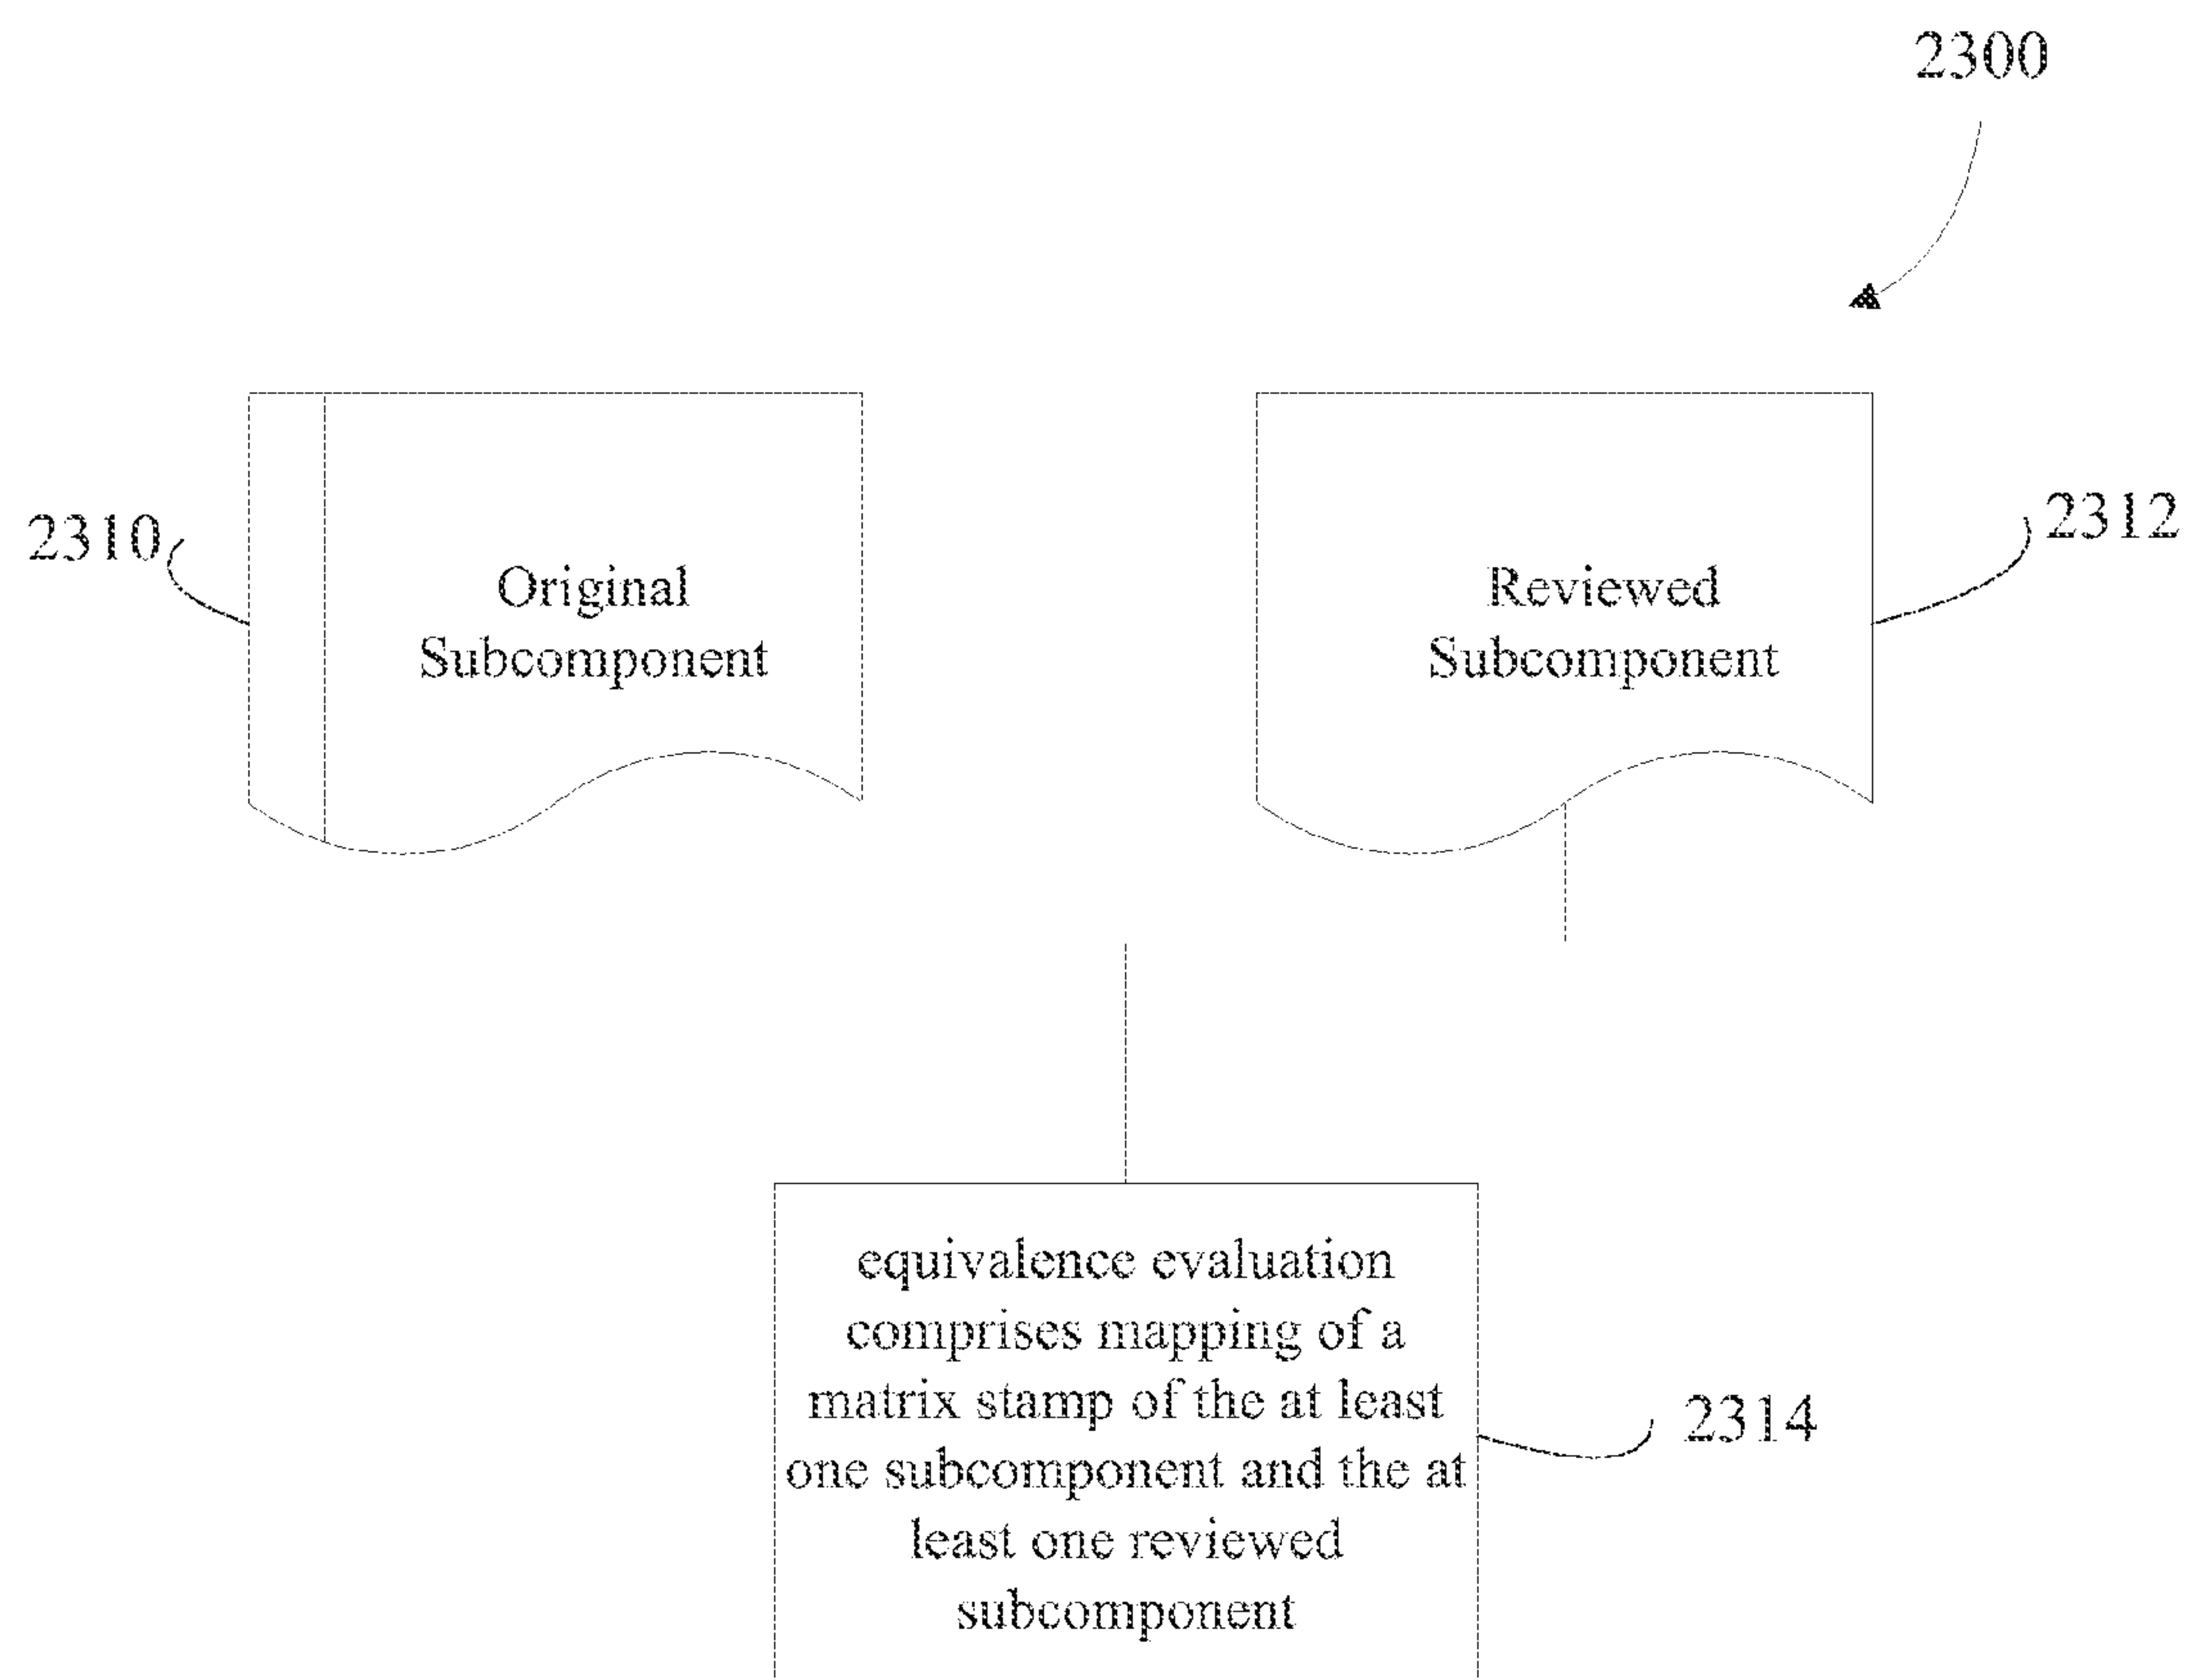 2300
2310
Original
Subcomponent
Reviewed
Subcomponent
2312
equivalence evaluation
comprises mapping of a
matrix stamp of the at least
one subcomponent and the at
least one reviewed
subcomponent
2314